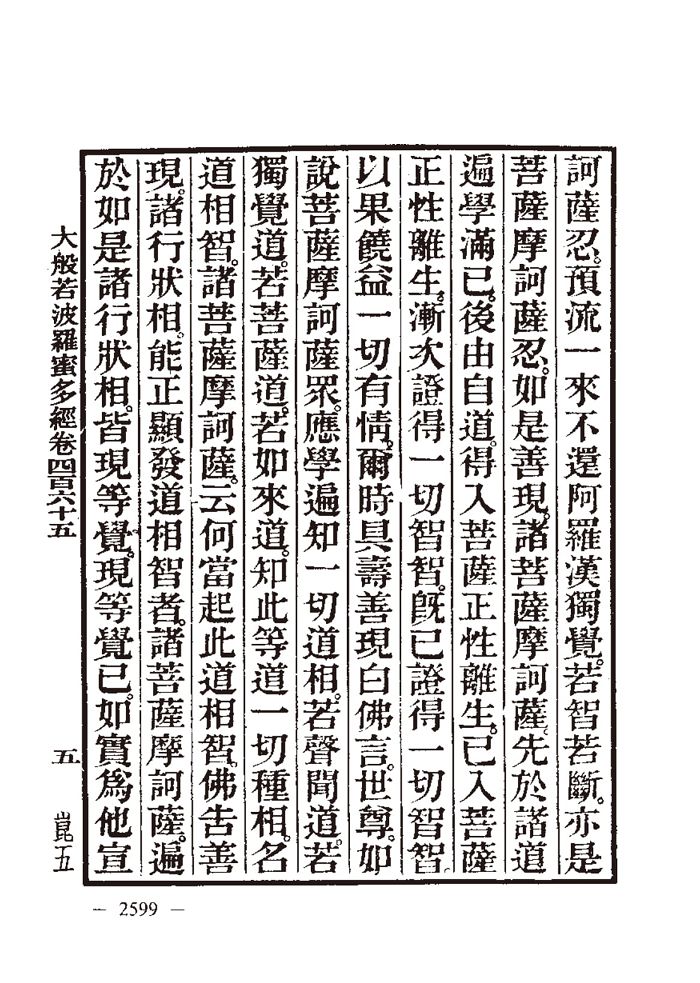 訶薩忍。預流一來不還阿羅漢獨覺。若智若斷。亦是
菩薩摩訶薩忍。如是善現。諸菩薩摩訶薩。先於諸道
遍學滿已。後由自道。得入菩薩正性離生。已入菩薩
正性離生。漸次證得一切智智。旣已證得一切智智。
以果饒益一切有情。爾時具壽善現白佛言。世尊。如
說菩薩摩訶薩眾。應學遍知一切道相。若聲聞道。若
獨覺道。若菩薩道。若如來道。知此等道一切種相。名
道相智。諸菩薩摩訶薩。云何當起此道相智。佛告善
現。諸行狀相。能正顯發道相智者。諸菩薩摩訶薩。遍
於如是諸行狀相。皆現等覺。現等覺已。如實爲他宣
大般若波羅蜜多經卷四百六十五
五
崑五
— 2599 —